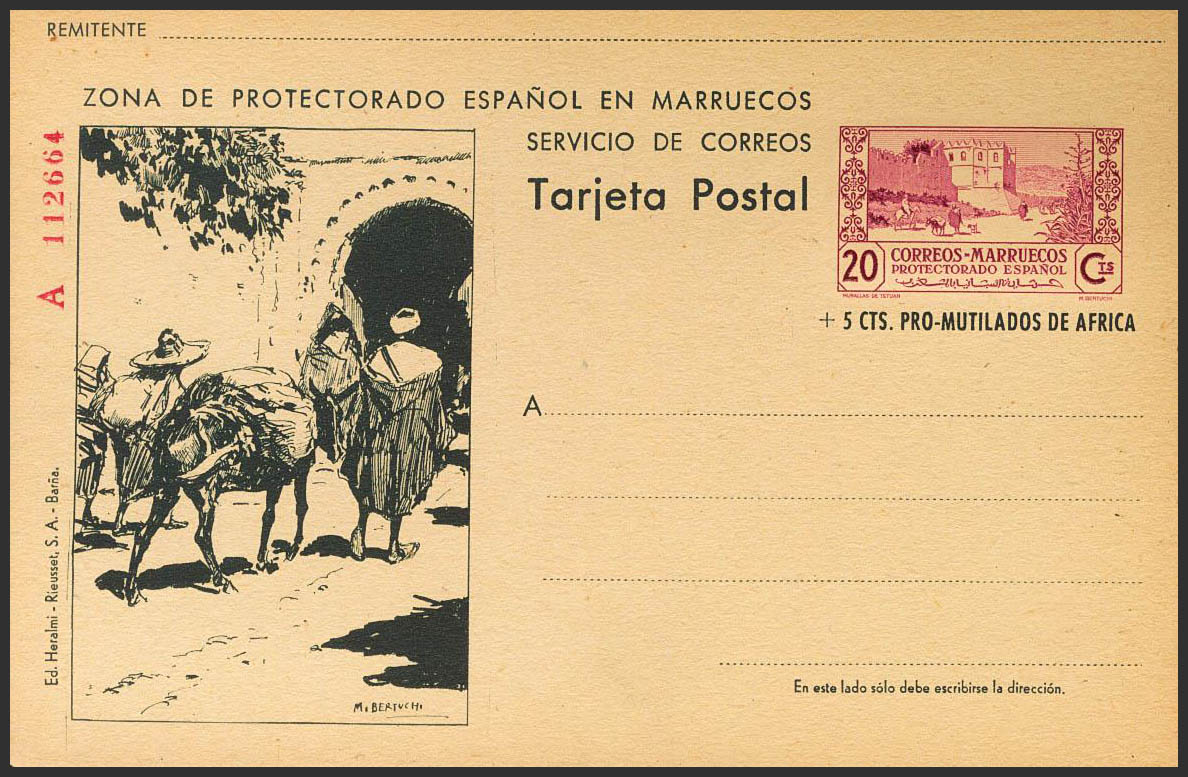 REMITENTE
ZONA DE PROTECTORADO ESPAÑOL EN MARRUECOS
SERVICIO DE CORREOS
Tarjeta Postal
A 112664
20 CORREOS-MARRUECOS CTS
PROTECTORADO ESPAÑOL
MURALLAS DE TETUAN M. BERTUCHI
+ 5 CTS. PRO-MUTILADOS DE AFRICA
A
Ed. Heralmi - Rieusset, S. A. - Barña.
M. BERTUCHI
En este lado sólo debe escribirse la dirección.